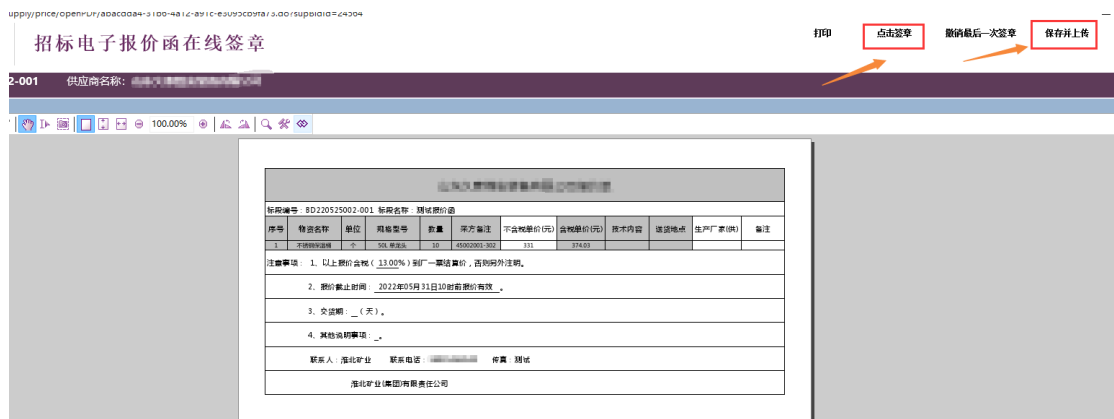 upply/price/openPDF/abacdda4-31b6-4a12-a91c-e3095cb9fa73.do?supBidId=24564
招标电子报价函在线签章
打印 点击签章 撤销最后一次签章 保存并上传
2-001 供应商名称:
100.00%
标段编号:BD220525002-001 标段名称:测试报价函
序号 物资名称 单位 规格型号 数量 采方备注 不含税单价(元) 含税单价(元) 技术内容 送货地点 生产厂家(供) 备注
1 不锈钢保温桶 个 50L 单龙头 10 45002001-302 331 374.03
注意事项: 1、以上报价含税( 13.00%)到厂一票结算价,否则另外注明。
2、报价截止时间: 2022年05月31日10时前报价有效 。
3、交货期:_(天)。
4、其他说明事项:_。
联系人:淮北矿业 联系电话: 传真:测试
淮北矿业(集团)有限责任公司